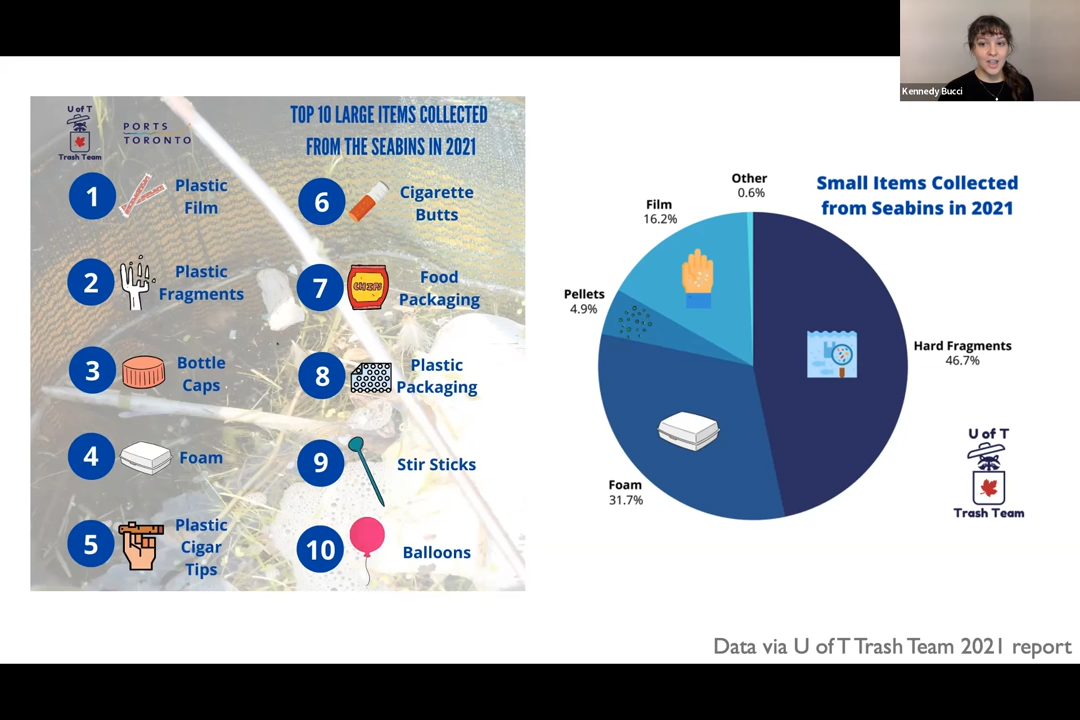 Kennedy Bucci
U of T
Trash Team
PORTS
TORONTO
TOP 10 LARGE ITEMS COLLECTED
FROM THE SEABINS IN 2021
1
Plastic
Film
2
Plastic
Fragments
3
Bottle
Caps
4
Foam
5
Plastic
Cigar
Tips
6
Cigarette
Butts
7
CHIPS
Food
Packaging
8
Plastic
Packaging
9
Stir Sticks
10
Balloons
Small Items Collected
from Seabins in 2021
Other
0.6%
Film
16.2%
Pellets
4.9%
Foam
31.7%
Hard Fragments
46.7%
U of T
Trash Team
Data via U of T Trash Team 2021 report